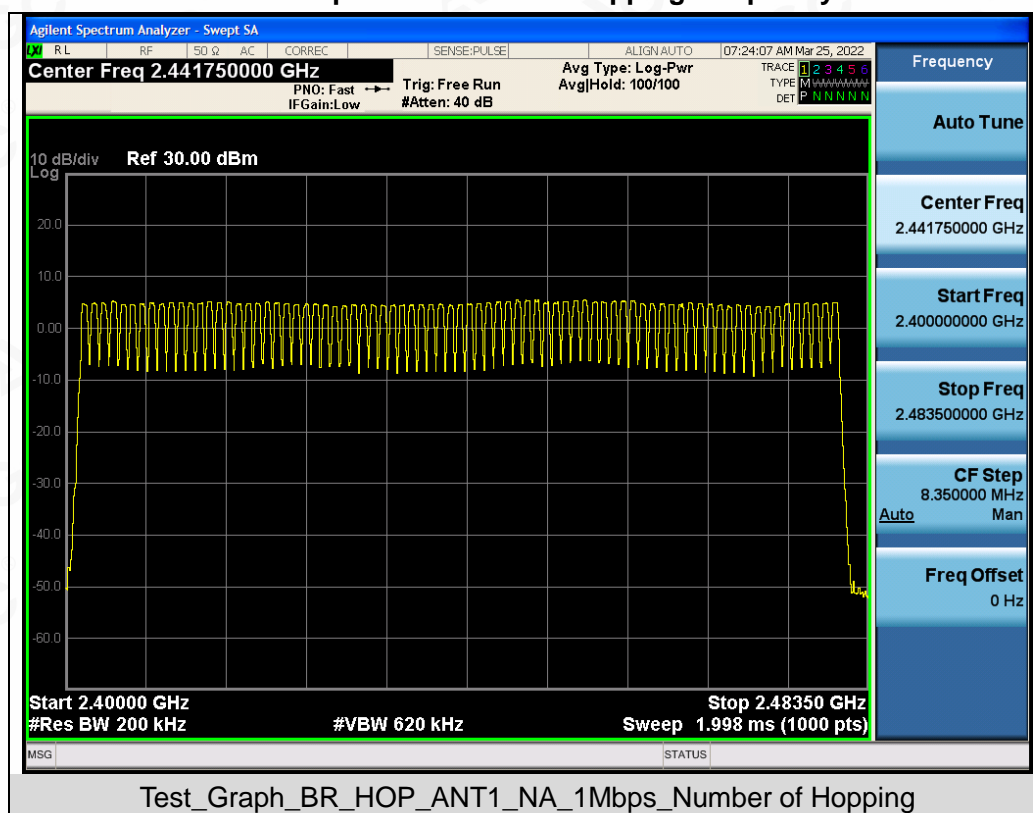 Agilent Spectrum Analyzer - Swept SA
LXI RL RF 50 Ω AC CORREC SENSE:PULSE ALIGN AUTO 07:24:07 AM Mar 25, 2022
Center Freq 2.441750000 GHz
PNO: Fast
IFGain:Low
Trig: Free Run
#Atten: 40 dB
Avg Type: Log-Pwr
Avg|Hold: 100/100
TRACE 1 2 3 4 5 6
TYPE M WWWWW
DET P N N N N N
Frequency
Auto Tune
Center Freq
2.441750000 GHz
Start Freq
2.400000000 GHz
Stop Freq
2.483500000 GHz
CF Step
8.350000 MHz
Auto Man
Freq Offset
0 Hz
10 dB/div Ref 30.00 dBm
Log
20.0
10.0
0.00
-10.0
-20.0
-30.0
-40.0
-50.0
-60.0
Start 2.40000 GHz Stop 2.48350 GHz
#Res BW 200 kHz #VBW 620 kHz Sweep 1.998 ms (1000 pts)
MSG STATUS
Test_Graph_BR_HOP_ANT1_NA_1Mbps_Number of Hopping